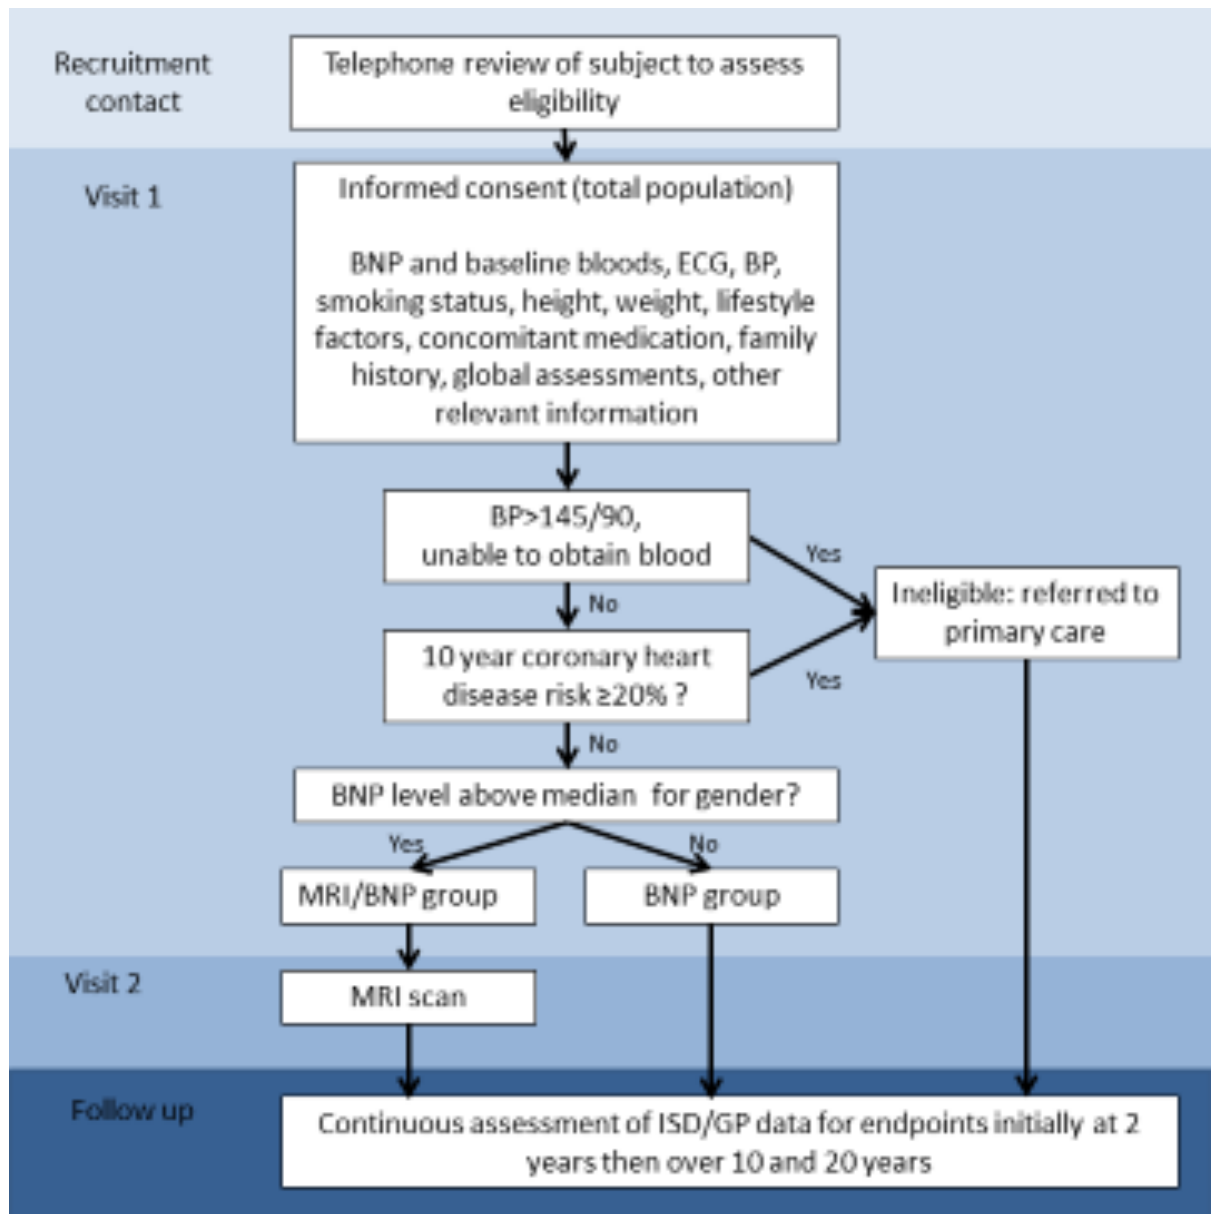 Recruitment
contact
Telephone review of subject to assess
eligibility
Visit 1
Informed consent (total population)
BNP and baseline bloods, ECG, BP,
smoking status, height, weight, lifestyle
factors, concomitant medication, family
history, global assessments, other
relevant information
BP>145/90,
unable to obtain blood
Yes
No
Ineligible: referred to
primary care
10 year coronary heart
disease risk ≥20% ?
Yes
No
BNP level above median for gender?
Yes
No
MRI/BNP group
BNP group
Visit 2
MRI scan
Follow up
Continuous assessment of ISD/GP data for endpoints initially at 2
years then over 10 and 20 years